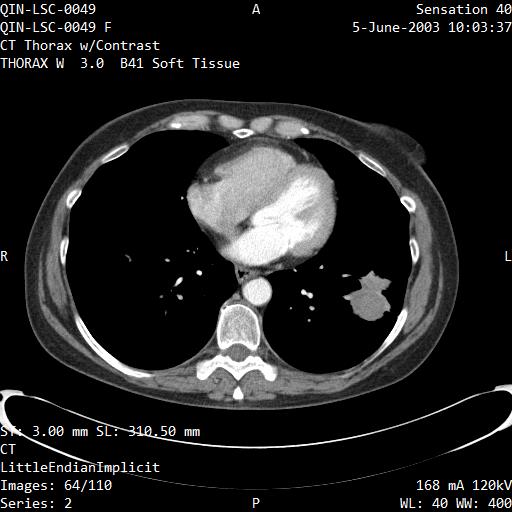 QIN-LSC-0049
A
Sensation 40
QIN-LSC-0049 F
5-June-2003 10:03:37
CT Thorax w/Contrast
THORAX W 3.0 B41 Soft Tissue
R
L
ST: 3.00 mm SL: 310.50 mm
CT
LittleEndianImplicit
Images: 64/110
168 mA 120kV
Series: 2
P
WL: 40 WW: 400